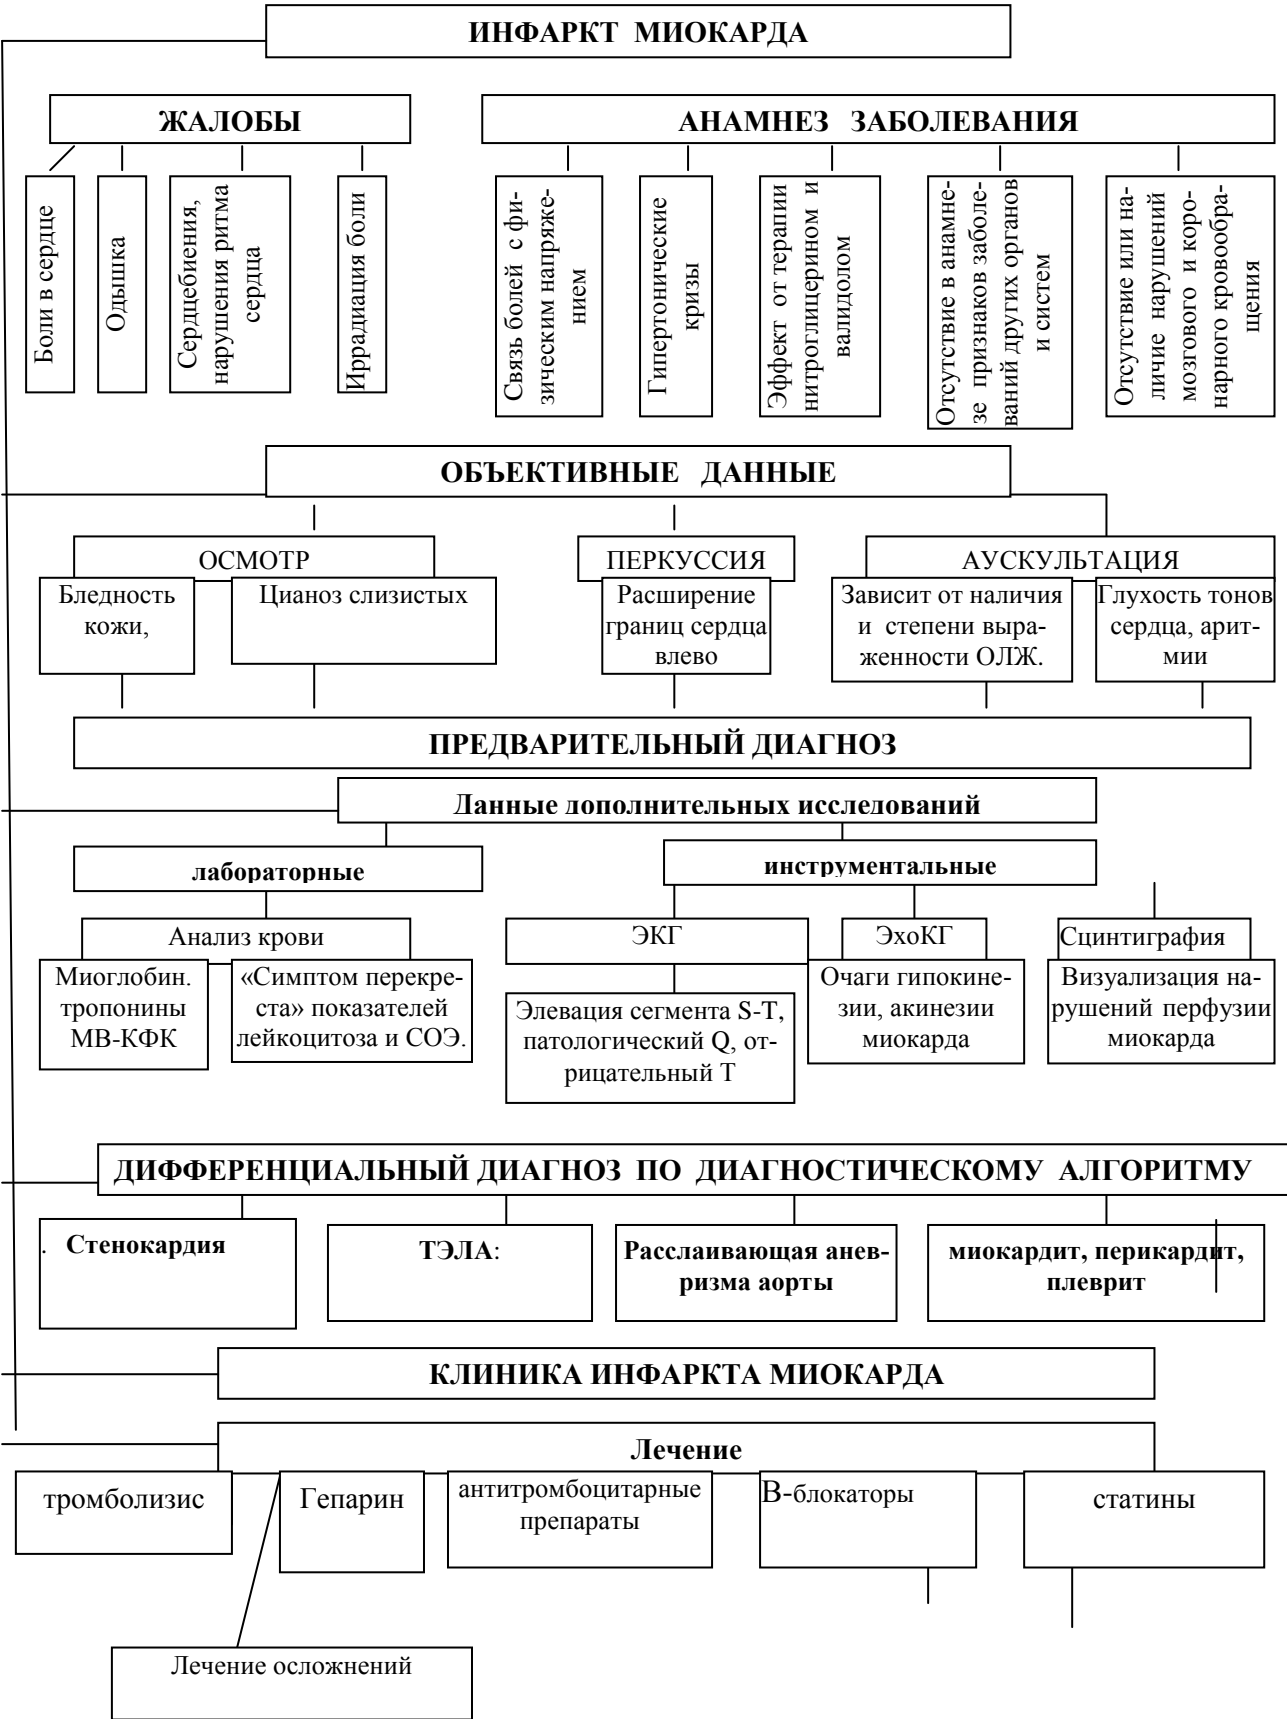 ИНФАРКТ МИОКАРДА
ЖАЛОБЫ
АНАМНЕЗ ЗАБОЛЕВАНИЯ
Боли в сердце
Одышка
Сердцебиения,
нарушения ритма
сердца
Иррадиация боли
Связь болей с фи-
зическим напряже-
нием
Гипертонические
кризы
Эффект от терапии
нитроглицерином и
валидолом
Отсутствие в анамне-
зе признаков заболе-
ваний других органов
и систем
Отсутствие или на-
личие нарушений
мозгового и коро-
нарного кровообра-
щения
ОБЪЕКТИВНЫЕ ДАННЫЕ
ОСМОТР
ПЕРКУССИЯ
АУСКУЛЬТАЦИЯ
Бледность
кожи,
Цианоз слизистых
Расширение
границ сердца
влево
Зависит от наличия
и степени выра-
женности ОЛЖ.
Глухость тонов
сердца, арит-
мии
ПРЕДВАРИТЕЛЬНЫЙ ДИАГНОЗ
Данные дополнительных исследований
лабораторные
инструментальные
Анализ крови
ЭКГ
ЭхоКГ
Сцинтиграфия
Миоглобин.
тропонины
МВ-КФК
«Симптом перекре-
ста» показателей
лейкоцитоза и СОЭ.
Элевация сегмента S-T,
патологический Q, от-
рицательный Т
Очаги гипокине-
зии, акинезии
миокарда
Визуализация на-
рушений перфузии
миокарда
ДИФФЕРЕНЦИАЛЬНЫЙ ДИАГНОЗ ПО ДИАГНОСТИЧЕСКОМУ АЛГОРИТМУ
. Стенокардия
ТЭЛА:
Расслаивающая анев-
ризма аорты
миокардит, перикардит,
плеврит
КЛИНИКА ИНФАРКТА МИОКАРДА
Лечение
тромболизис
Гепарин
антитромбоцитарные
препараты
В-блокаторы
статины
Лечение осложнений